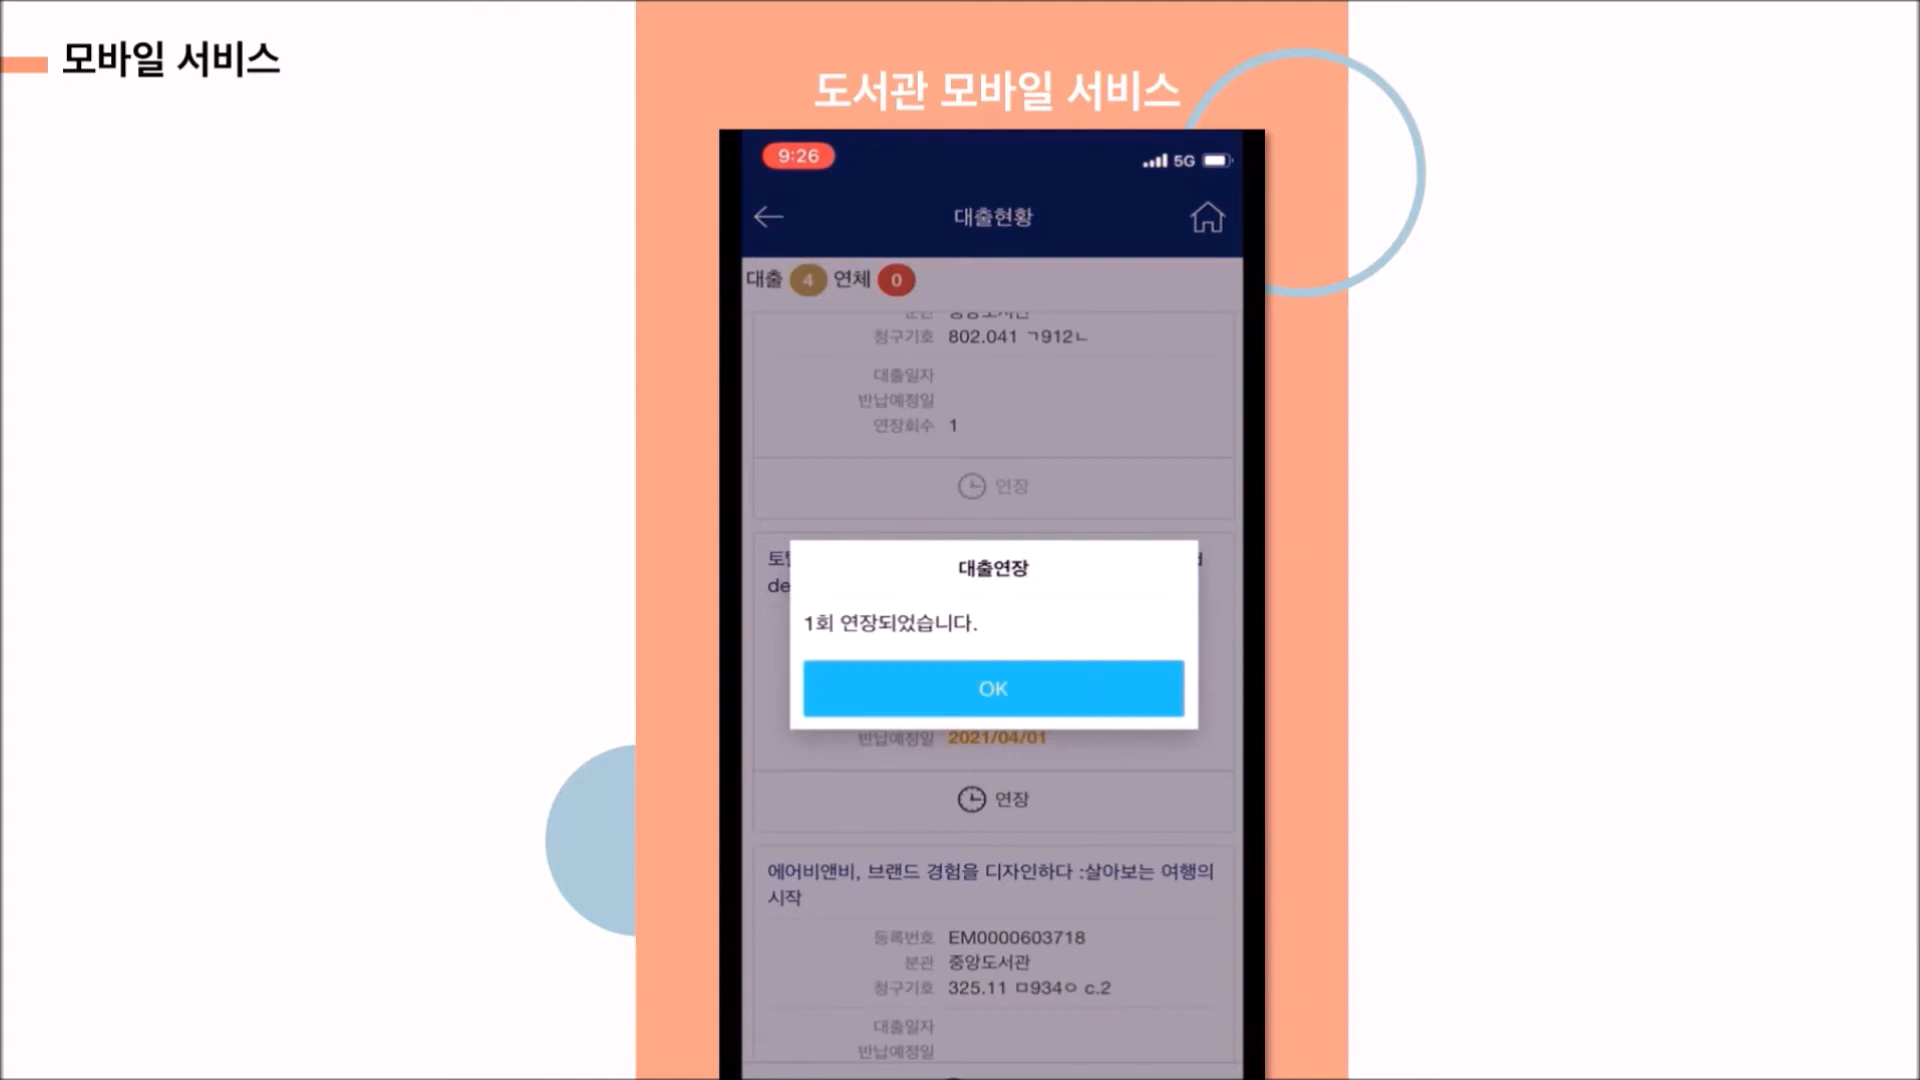 모바일 서비스
도서관 모바일 서비스
9:26
5G
대출현황
대출 4 연체 0
청구기호 802.041 ㄱ912ㄴ
대출일자
반납예정일
연장회수 1
연장
de
대출연장
1회 연장되었습니다.
OK
반납예정일 2021/04/01
연장
에어비앤비, 브랜드 경험을 디자인하다 :살아보는 여행의
시작
등록번호 EM0000603718
분관 중앙도서관
청구기호 325.11 ㅁ934ㅇ c.2
대출일자
반납예정일